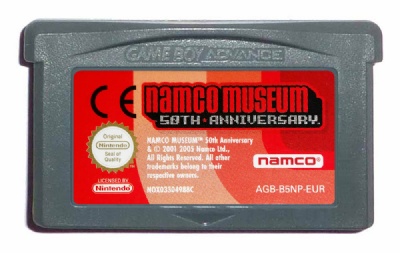 GAME BOY ADVANCE
CE
NAMCO MUSEUM
50TH ANNIVERSARY
Original
Nintendo
Seal of
Quality
LICENSED BY
Nintendo
NAMCO MUSEUM™ 50th Anniversary
& © 2001 2005 Namco Ltd.,
All Rights Reserved. All other
trademarks belong to their
respective owners.
namco®
AGB-B5NP-EUR